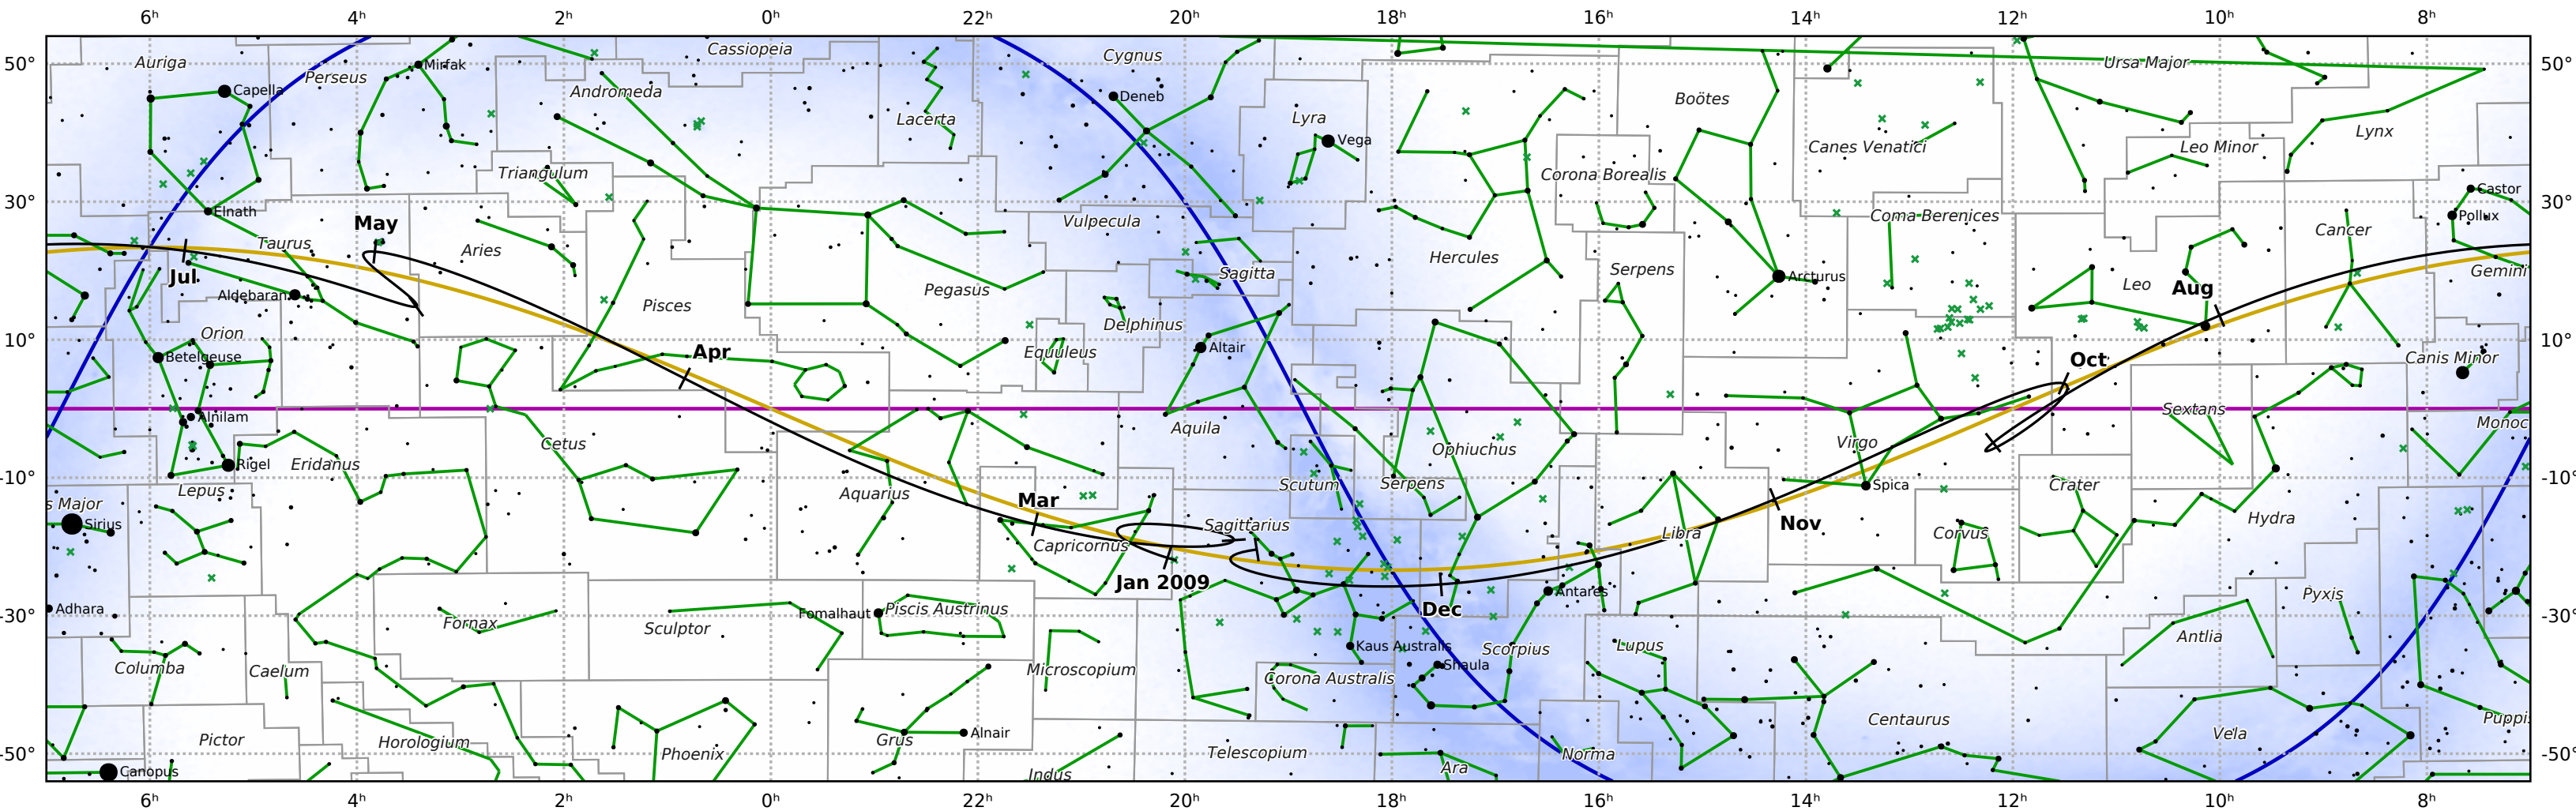 6ʰ 4ʰ 2ʰ 0ʰ 22ʰ 20ʰ 18ʰ 16ʰ 14ʰ 12ʰ 10ʰ 8ʰ
50° Auriga Perseus Mirfak Cassiopeia Cygnus Ursa Major 50°
Capella Andromeda Lacerta Deneb Lyra Vega Boötes Canes Venatici Leo Minor Lynx
Triangulum Corona Borealis Castor
30° Elnath Vulpecula Coma Berenices Pollux 30°
May Taurus Aries Hercules Cancer
Jul Aldebaran Pisces Pegasus Sagitta Serpens Arcturus Leo Aug Gemini
10° Orion Betelgeuse Delphinus Equuleus Altair Canis Minor 10°
Apr Oct
Alnilam Aquila Sextans Monoc
Cetus Ophiuchus Virgo
-10° Rigel Eridanus Lepus Aquarius Scutum Serpens Spica Crater -10°
s Major Sirius Mar Capricornus Sagittarius Libra Nov Corvus Hydra
Jan 2009 Dec Antares Pyxis
-30° Adhara Fornax Sculptor Fomalhaut Piscis Austrinus -30°
Columba Caelum Microscopium Corona Australis Kaus Australis Shaula Scorpius Lupus Antlia
Pictor Horologium Phoenix Grus Alnair Telescopium Centaurus Vela Puppi
-50° Canopus Indus Ara Norma -50°
6ʰ 4ʰ 2ʰ 0ʰ 22ʰ 20ʰ 18ʰ 16ʰ 14ʰ 12ʰ 10ʰ 8ʰ